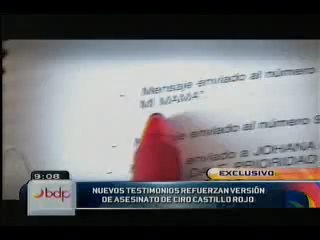 Mensaje enviado al número
MI MAMA"
enviado al número
enviado a JOHANA
PRIORIDAD
EXCLUSIVO
9:08
bdp
NUEVOS TESTIMONIOS REFUERZAN VERSIÓN
DE ASESINATO DE CIRO CASTILLO ROJO